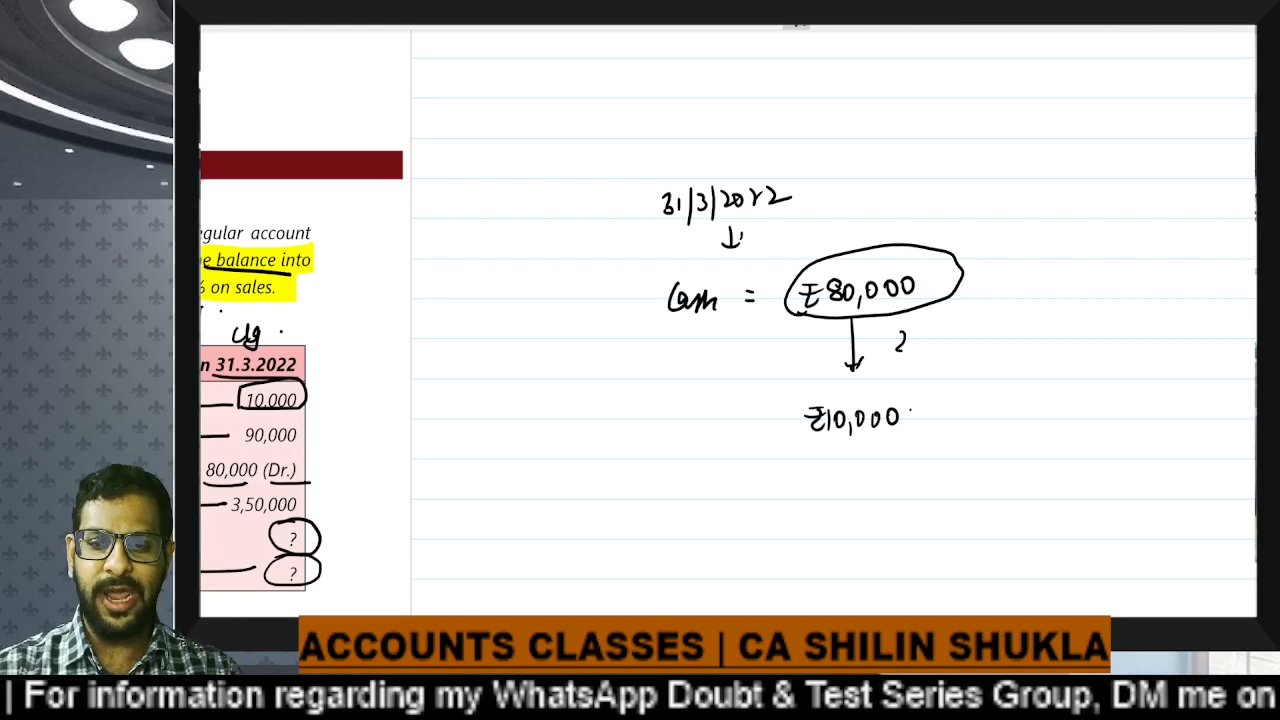 egular account
e balance into
% on sales.
Clg
n 31.3.2022
10,000
90,000
80,000 (Dr.)
3,50,000
?
?
31/3/2022
Cash = ₹80,000
2
₹10,000
ACCOUNTS CLASSES | CA SHILIN SHUKLA
| For information regarding my WhatsApp Doubt & Test Series Group, DM me on